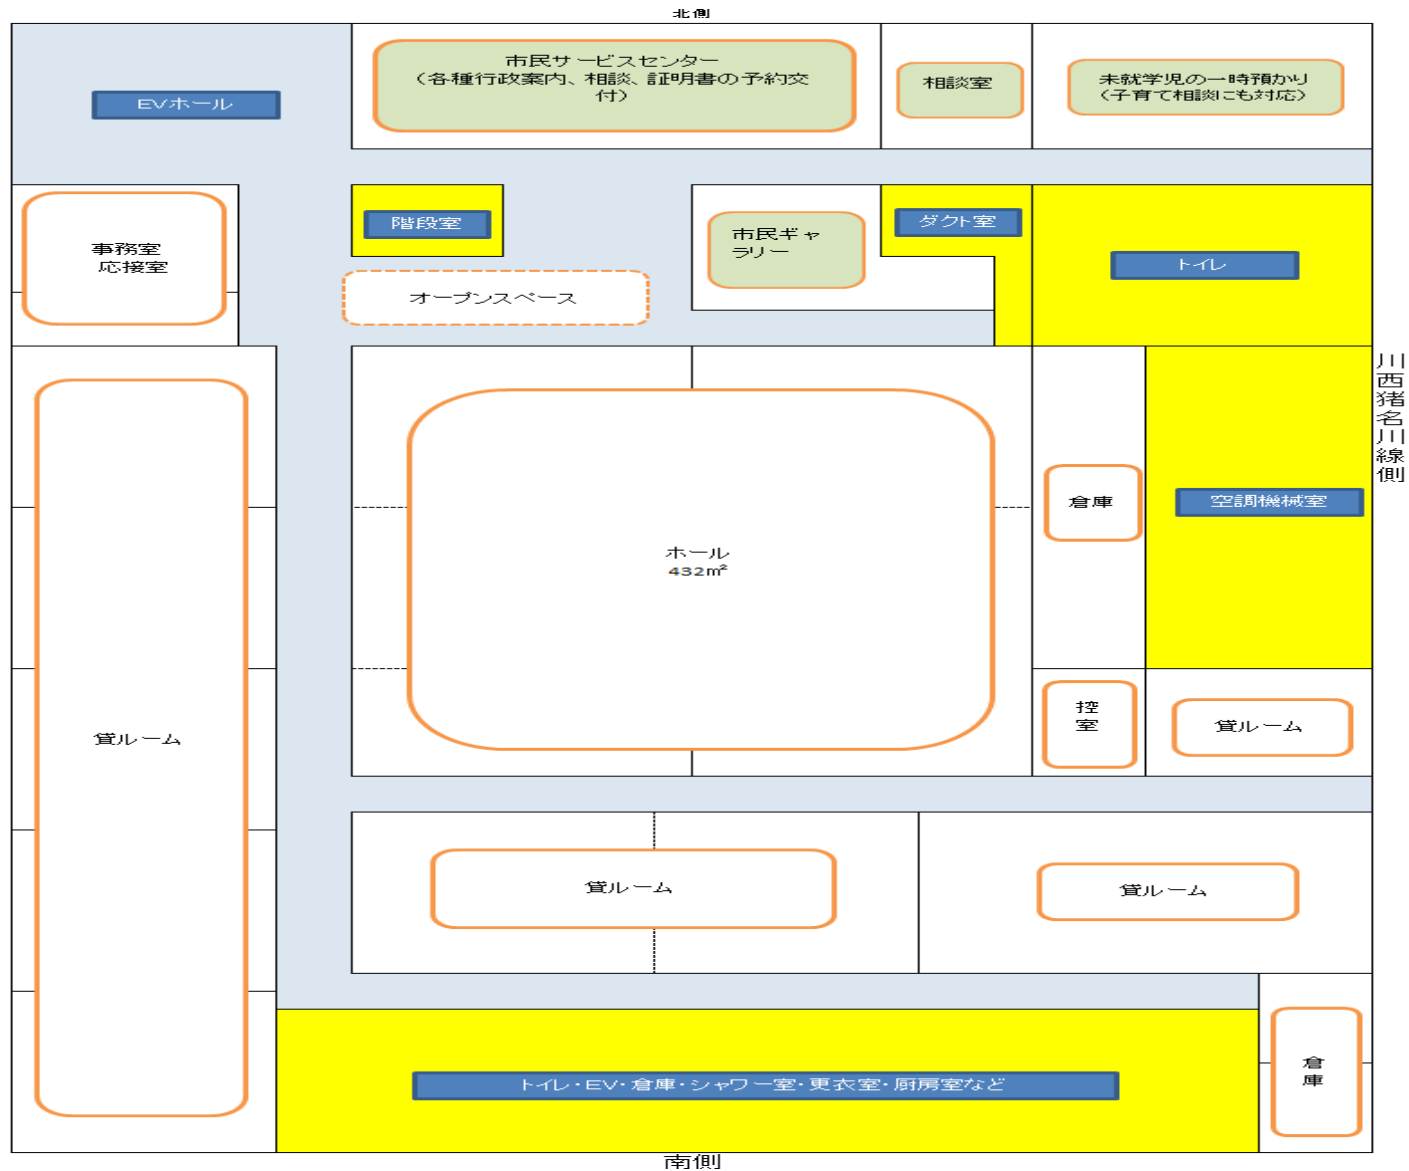 北側
市民サービスセンター
（各種行政案内、相談、証明書の予約交
付）
相談室
未就学児の一時預かり
（子育て相談にも対応）
EVホール
階段室
市民ギャ
ラリー
ダクト室
トイレ
事務室
応接室
オープンスペース
川西猪名川線側
倉庫
空調機械室
ホール
432㎡
貸ルーム
控
室
貸ルーム
貸ルーム
貸ルーム
倉
庫
トイレ・EV・倉庫・シャワー室・更衣室・厨房室など
南側